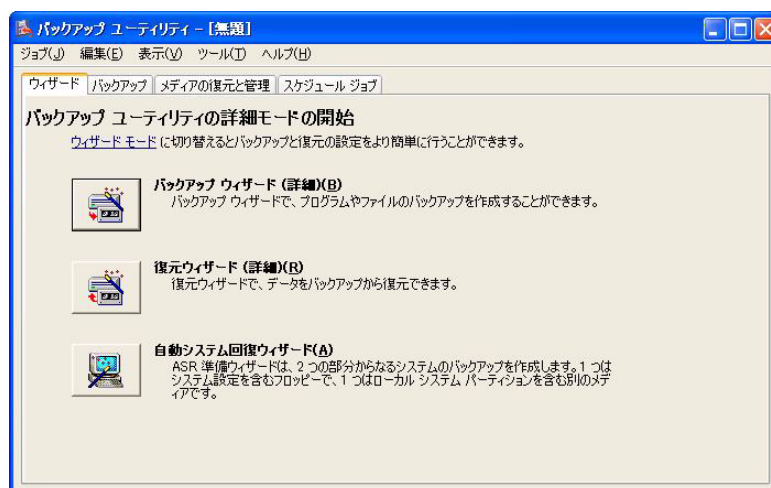 バックアップ ユーティリティ - [無題]
ジョブ(J) 編集(E) 表示(V) ツール(T) ヘルプ(H)
ウィザード バックアップ メディアの復元と管理 スケジュール ジョブ
バックアップ ユーティリティの詳細モードの開始
ウィザード モードに切り替えるとバックアップと復元の設定をより簡単に行うことができます。
バックアップ ウィザード (詳細)(B)
バックアップ ウィザードで、プログラムやファイルのバックアップを作成することができます。
復元ウィザード (詳細)(R)
復元ウィザードで、データをバックアップから復元できます。
自動システム回復ウィザード(A)
ASR 準備ウィザードは、2 つの部分からなるシステムのバックアップを作成します。1 つは
システム設定を含むフロッピーで、1 つはローカル システム パーティションを含む別のメデ
ィアです。